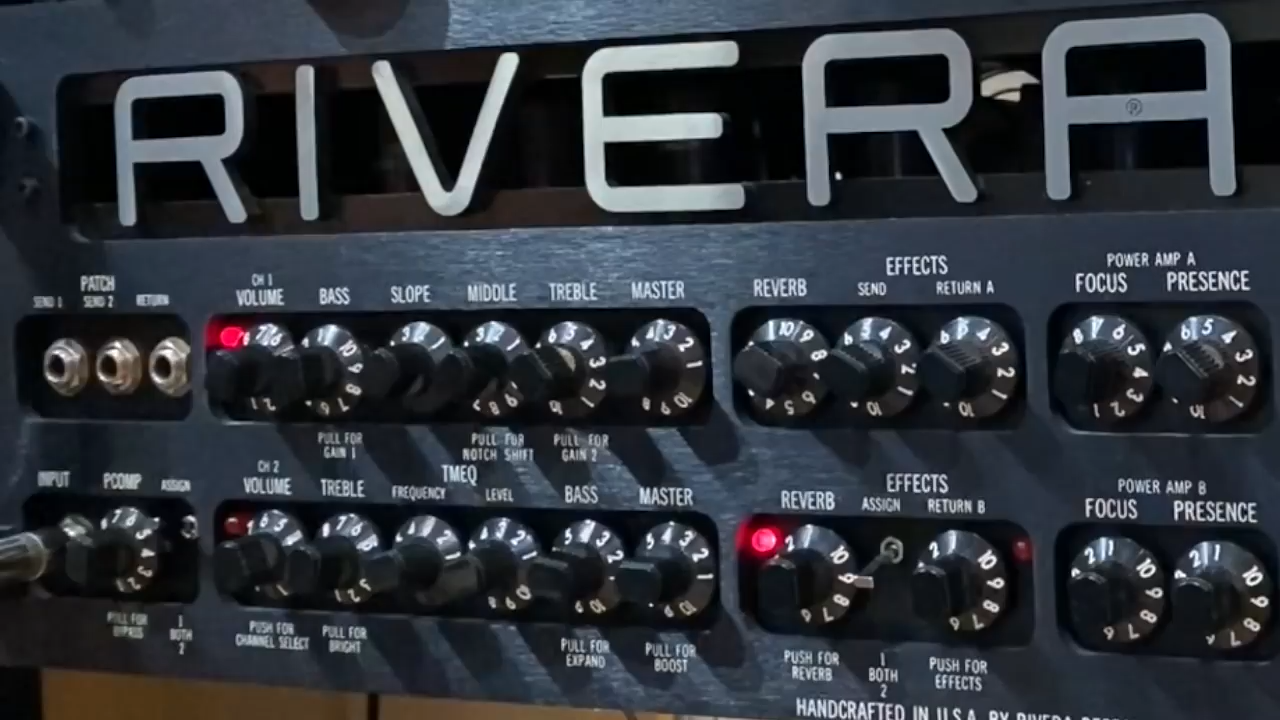 RIVERA
®
PATCH
SEND 1 SEND 2 RETURN
CH 1
VOLUME BASS SLOPE MIDDLE TREBLE MASTER
REVERB
EFFECTS
SEND RETURN A
POWER AMP A
FOCUS PRESENCE
PULL FOR
GAIN 1
PULL FOR
NOTCH SHIFT
PULL FOR
GAIN 2
INPUT PCOMP ASSIGN
CH 2
VOLUME TREBLE
TMEQ
FREQUENCY LEVEL
BASS MASTER
REVERB
EFFECTS
ASSIGN RETURN B
POWER AMP B
FOCUS PRESENCE
PULL FOR
BYPASS
1
BOTH
2
PUSH FOR
CHANNEL SELECT
PULL FOR
BRIGHT
PULL FOR
EXPAND
PULL FOR
BOOST
PUSH FOR
REVERB
1
BOTH
2
PUSH FOR
EFFECTS
HANDCRAFTED IN U.S.A. BY RIVERA